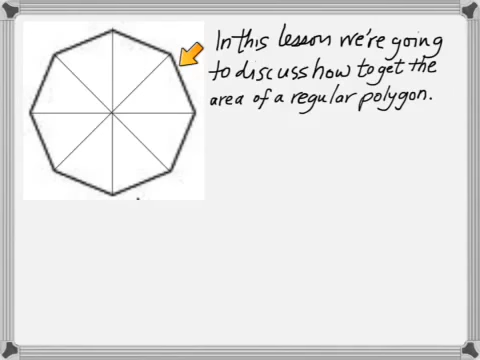 In this lesson we're going
to discuss how to get the
area of a regular polygon.